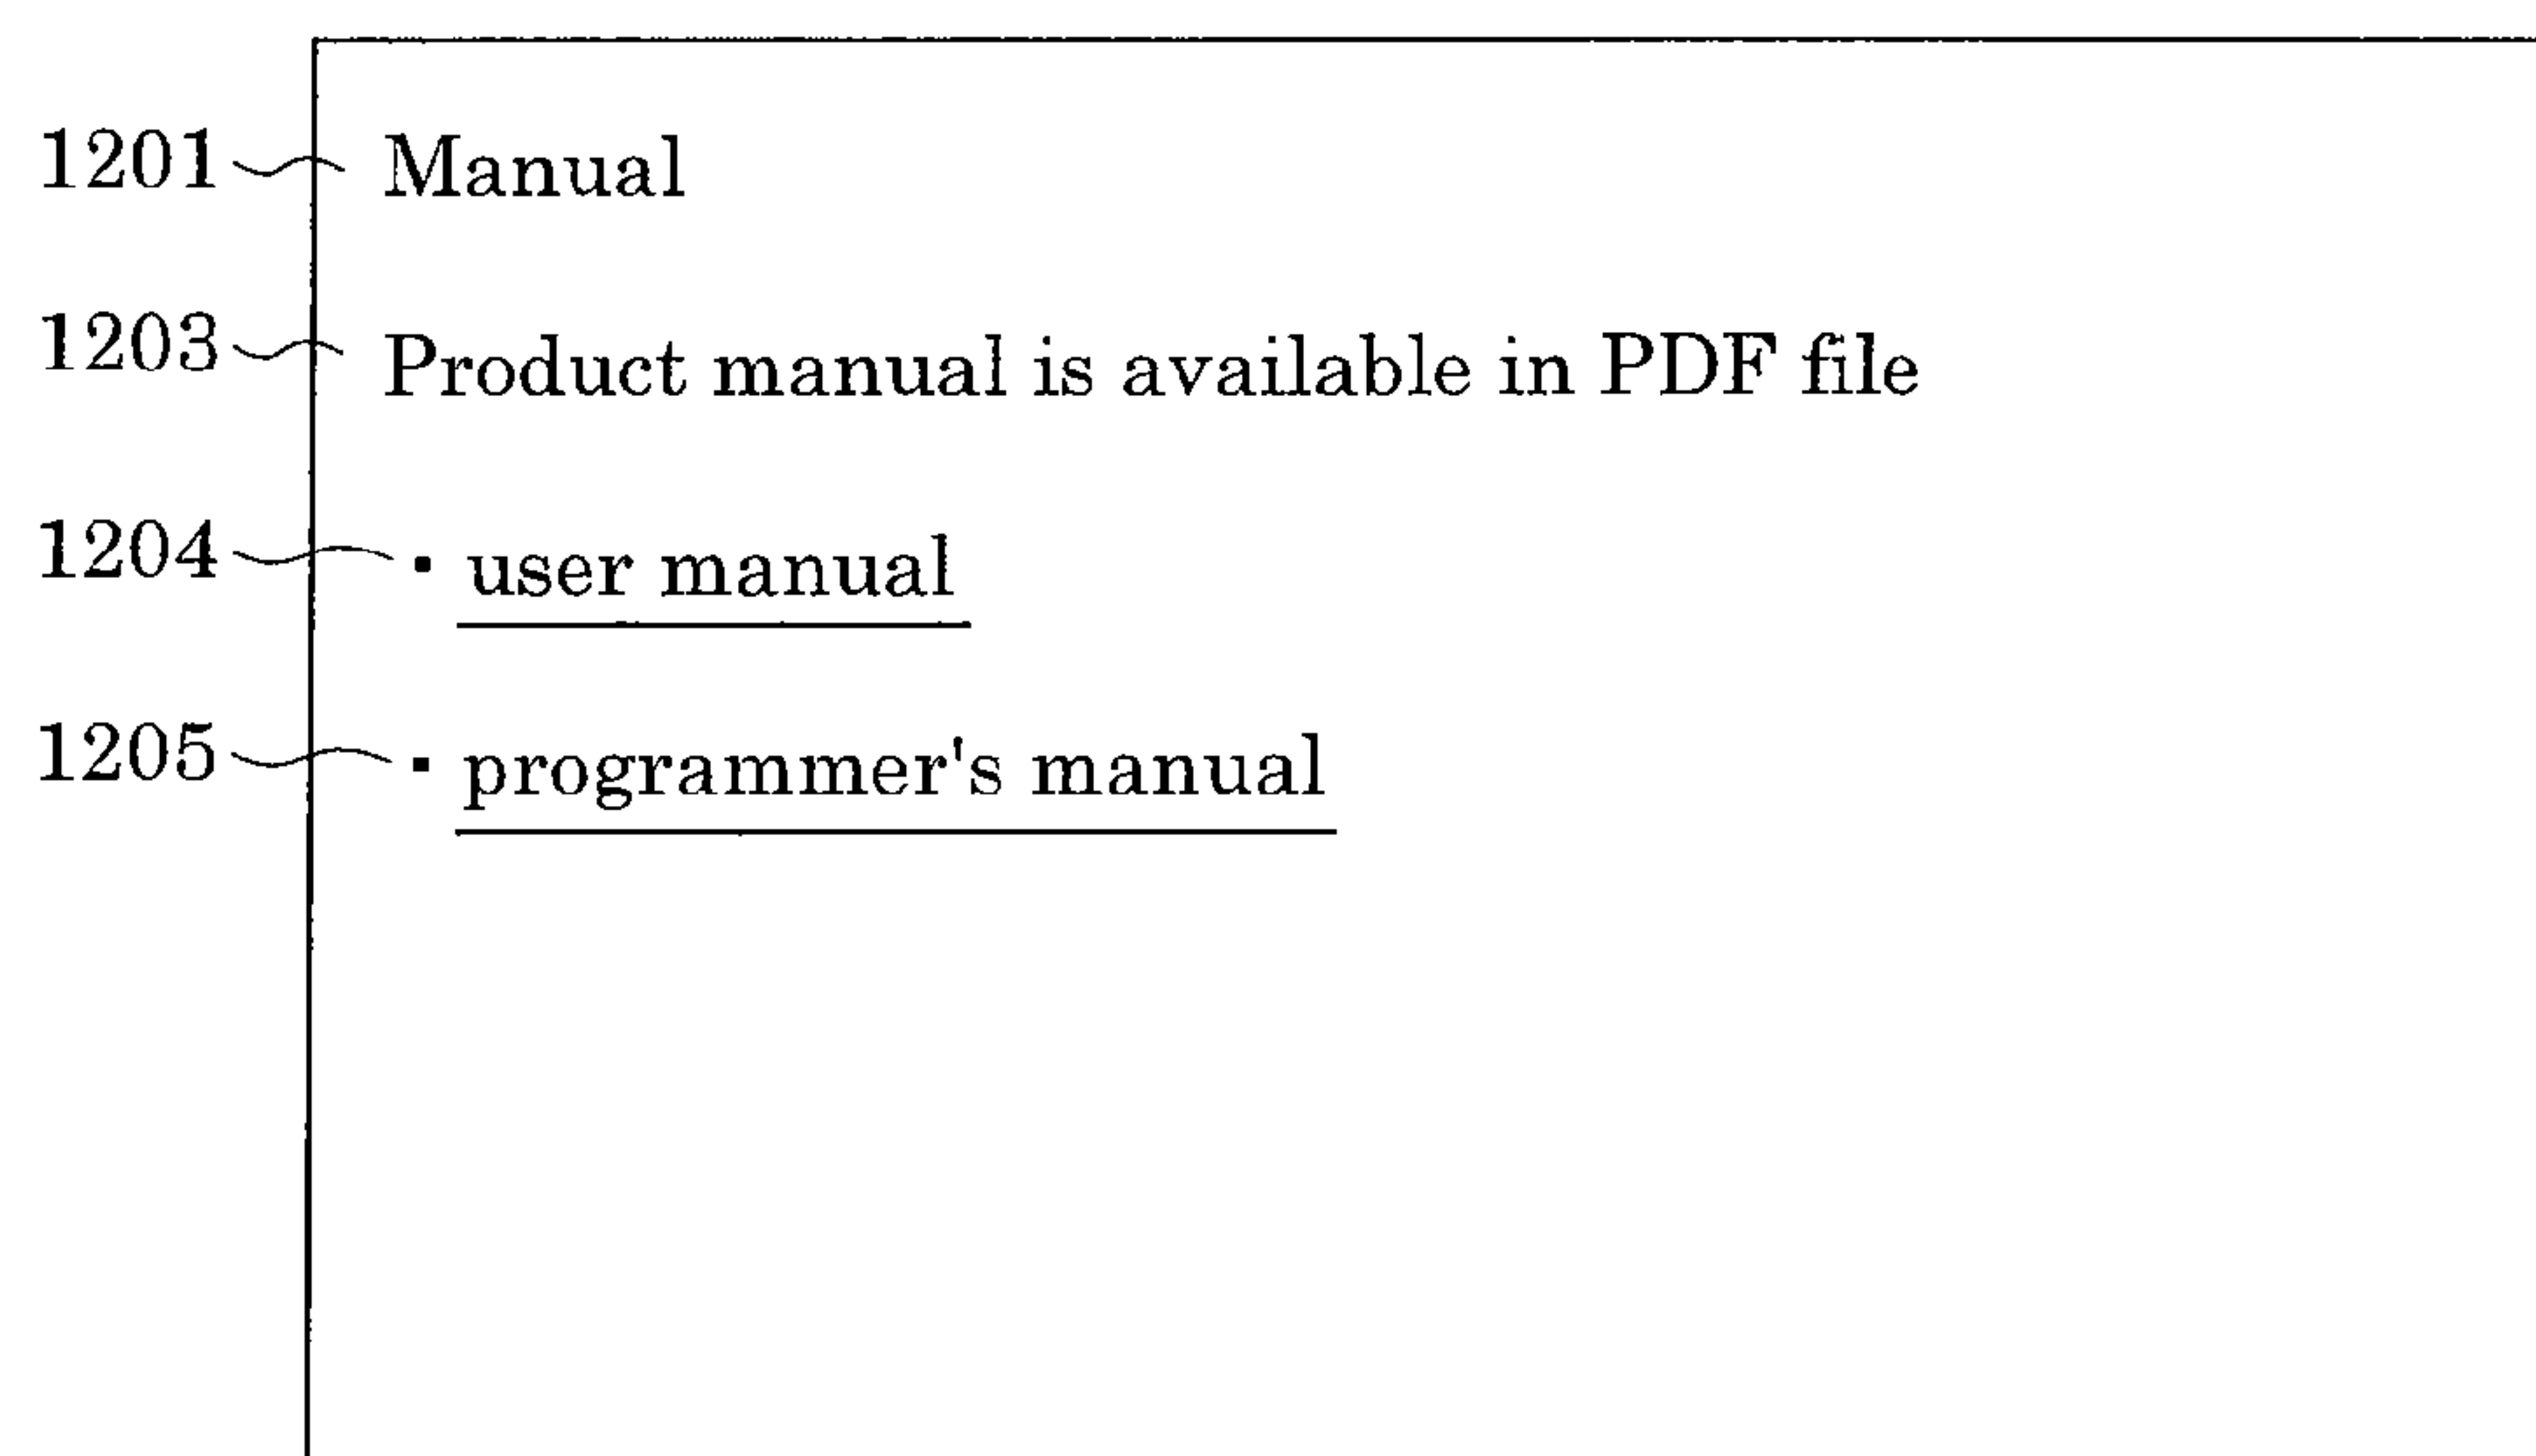 1201 Manual
1203 Product manual is available in PDF file
1204 ▪ user manual
1205 ▪ programmer's manual